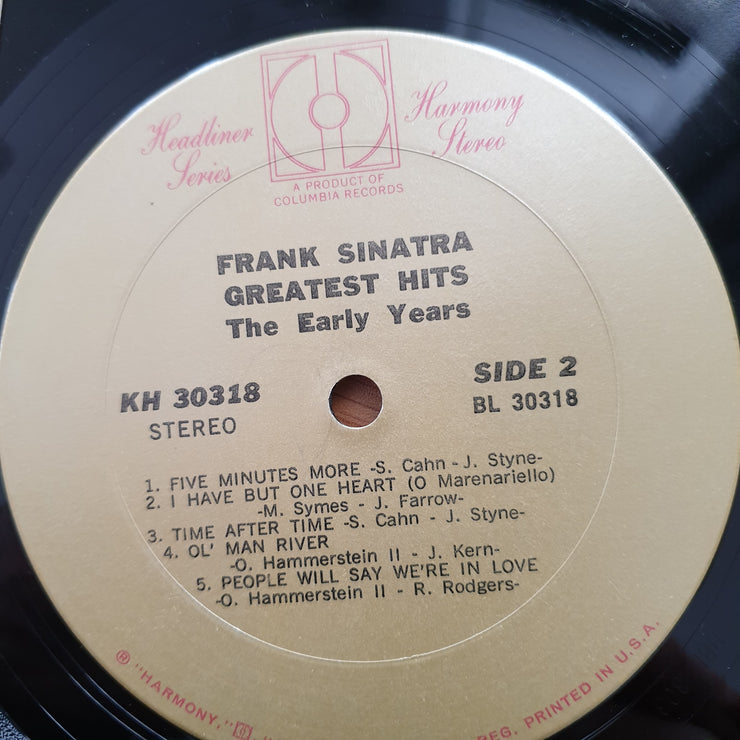 Headliner Series
Harmony Stereo
A PRODUCT OF
COLUMBIA RECORDS
FRANK SINATRA
GREATEST HITS
The Early Years
KH 30318
STEREO
SIDE 2
BL 30318
1. FIVE MINUTES MORE -S. Cahn - J. Styne-
2. I HAVE BUT ONE HEART (O Marenariello)
-M. Symes - J. Farrow-
3. TIME AFTER TIME -S. Cahn - J. Styne-
4. OL' MAN RIVER
-O. Hammerstein II - J. Kern-
5. PEOPLE WILL SAY WE'RE IN LOVE
-O. Hammerstein II - R. Rodgers-
® "HARMONY,"
REG. PRINTED IN U.S.A.